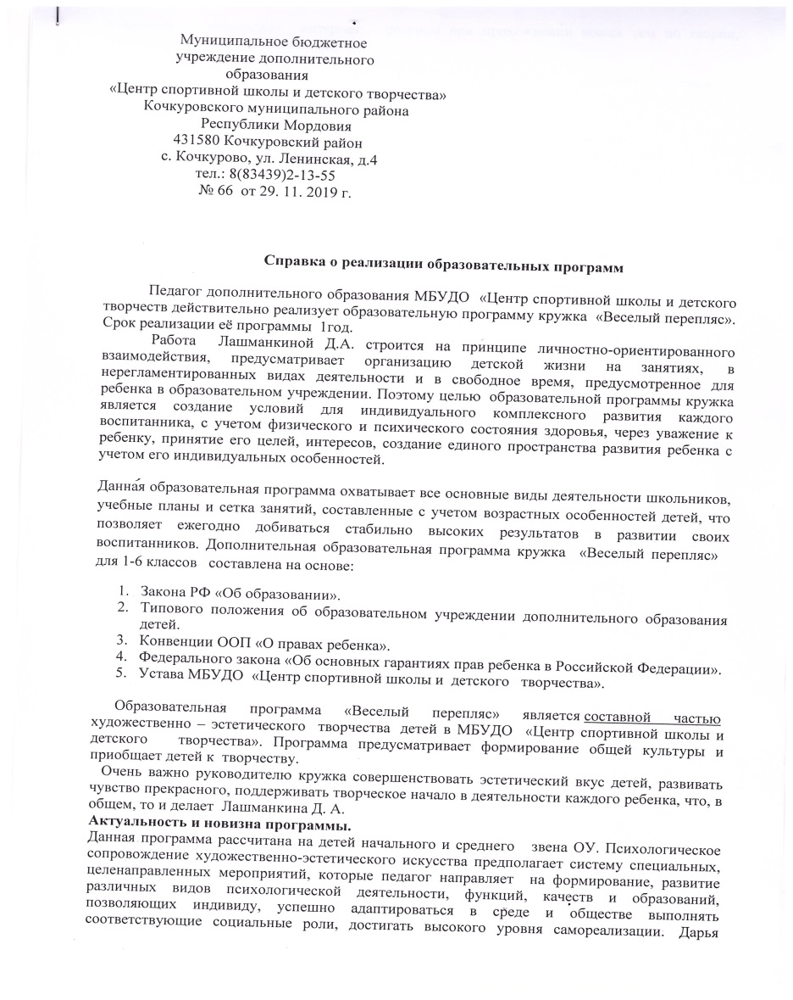 Муниципальное бюджетное
учреждение дополнительного
образования
«Центр спортивной школы и детского творчества»
Кочкуровского муниципального района
Республики Мордовия
431580 Кочкуровский район
с. Кочкурово, ул. Ленинская, д.4
тел.: 8(83439)2-13-55
№ 66 от 29. 11. 2019 г.
Справка о реализации образовательных программ
Педагог дополнительного образования МБУДО «Центр спортивной школы и детского
творчеств действительно реализует образовательную программу кружка «Веселый перепляс».
Срок реализации её программы 1год.
Работа Лашманкиной Д.А. строится на принципе личностно-ориентированного
взаимодействия, предусматривает организацию детской жизни на занятиях, в
нерегламентированных видах деятельности и в свободное время, предусмотренное для
ребенка в образовательном учреждении. Поэтому целью образовательной программы кружка
является создание условий для индивидуального комплексного развития каждого
воспитанника, с учетом физического и психического состояния здоровья, через уважение к
ребенку, принятие его целей, интересов, создание единого пространства развития ребенка с
учетом его индивидуальных особенностей.
Данная образовательная программа охватывает все основные виды деятельности школьников,
учебные планы и сетка занятий, составленные с учетом возрастных особенностей детей, что
позволяет ежегодно добиваться стабильно высоких результатов в развитии своих
воспитанников. Дополнительная образовательная программа кружка «Веселый перепляс»
для 1-6 классов составлена на основе:
1. Закона РФ «Об образовании».
2. Типового положения об образовательном учреждении дополнительного образования
детей.
3. Конвенции ООП «О правах ребенка».
4. Федерального закона «Об основных гарантиях прав ребенка в Российской Федерации».
5. Устава МБУДО «Центр спортивной школы и детского творчества».
Образовательная программа «Веселый перепляс» является составной частью
художественно – эстетического творчества детей в МБУДО «Центр спортивной школы и
детского творчества». Программа предусматривает формирование общей культуры и
приобщает детей к творчеству.
Очень важно руководителю кружка совершенствовать эстетический вкус детей, развивать
чувство прекрасного, поддерживать творческое начало в деятельности каждого ребенка, что, в
общем, то и делает Лашманкина Д. А.
Актуальность и новизна программы.
Данная программа рассчитана на детей начального и среднего звена ОУ. Психологическое
сопровождение художественно-эстетического искусства предполагает систему специальных,
целенаправленных мероприятий, которые педагог направляет на формирование, развитие
различных видов психологической деятельности, функций, качеств и образований,
позволяющих индивиду, успешно адаптироваться в среде и обществе выполнять
соответствующие социальные роли, достигать высокого уровня самореализации. Дарья